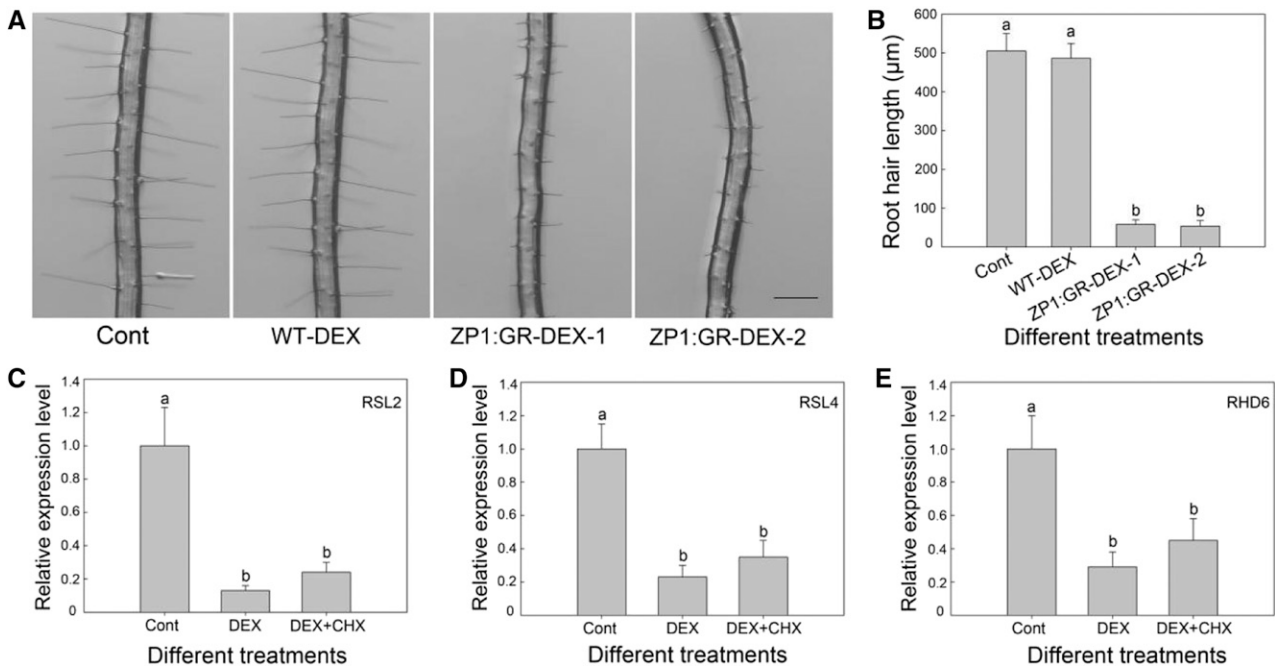 A
Cont
WT-DEX
ZP1:GR-DEX-1
ZP1:GR-DEX-2
B
Root hair length (μm)
600
500
400
300
200
100
0
a
a
b
b
Cont
WT-DEX
ZP1:GR-DEX-1
ZP1:GR-DEX-2
Different treatments
C
Relative expression level
1.4
1.2
1.0
0.8
0.6
0.4
0.2
0
RSL2
a
b
b
Cont
DEX
DEX+CHX
Different treatments
D
Relative expression level
1.4
1.2
1.0
0.8
0.6
0.4
0.2
0
RSL4
a
b
b
Cont
DEX
DEX+CHX
Different treatments
E
Relative expression level
1.4
1.2
1.0
0.8
0.6
0.4
0.2
0
RHD6
a
b
b
Cont
DEX
DEX+CHX
Different treatments